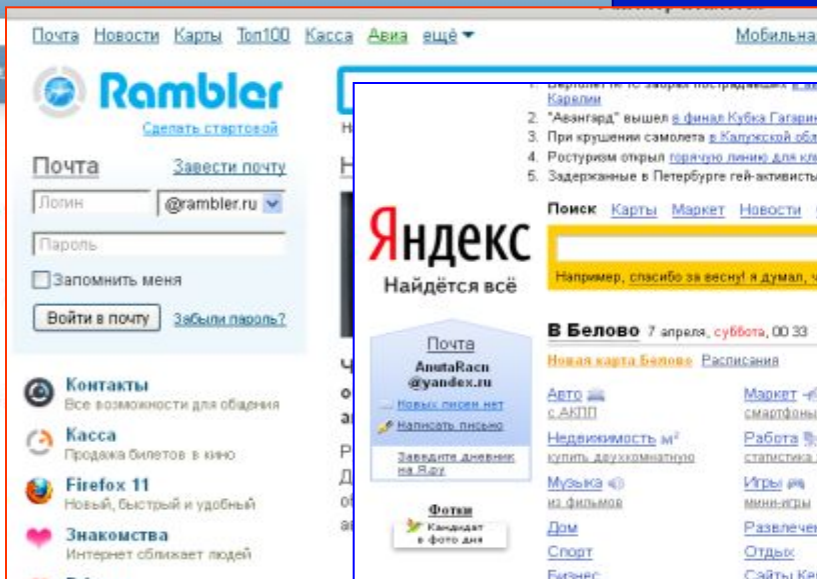 Почта Новости Карты Топ100 Касса Авиа ещё
Мобильна
Rambler
Сделать стартовой
Почта Завести почту
Логин @rambler.ru
Пароль
Запомнить меня
Войти в почту Забыли пароль?
Контакты
Все возможности для общения
Касса
Продажа билетов в кино
Firefox 11
Новый, быстрый и удобный
Знакомства
Интернет сближает людей
Карелии
2. "Авангард" вышел в финал Кубка Гагарин
3. При крушении самолета в Калужской обл
4. Ростуризм открыл горячую линию для кл
5. Задержанные в Петербурге гей-активисты
Яндекс
Найдётся всё
Поиск Карты Маркет Новости
Например, спасибо за весну! я думал, ч
Почта
AnutaRacn
@yandex.ru
Новых писем нет
Написать письмо
Заведите дневник
на Я.ру
Фотки
Кандидат
в фото дня
В Белово 7 апреля, суббота, 00 33
Новая карта Белово Расписания
Авто
с АКПП
Недвижимость м²
купить двухкомнатную
Музыка
из фильмов
Дом
Спорт
Бизнес
Маркет
смартфоны
Работа
статистика
Игры
мини-игры
Развлечен
Отдых
Сайты Ке